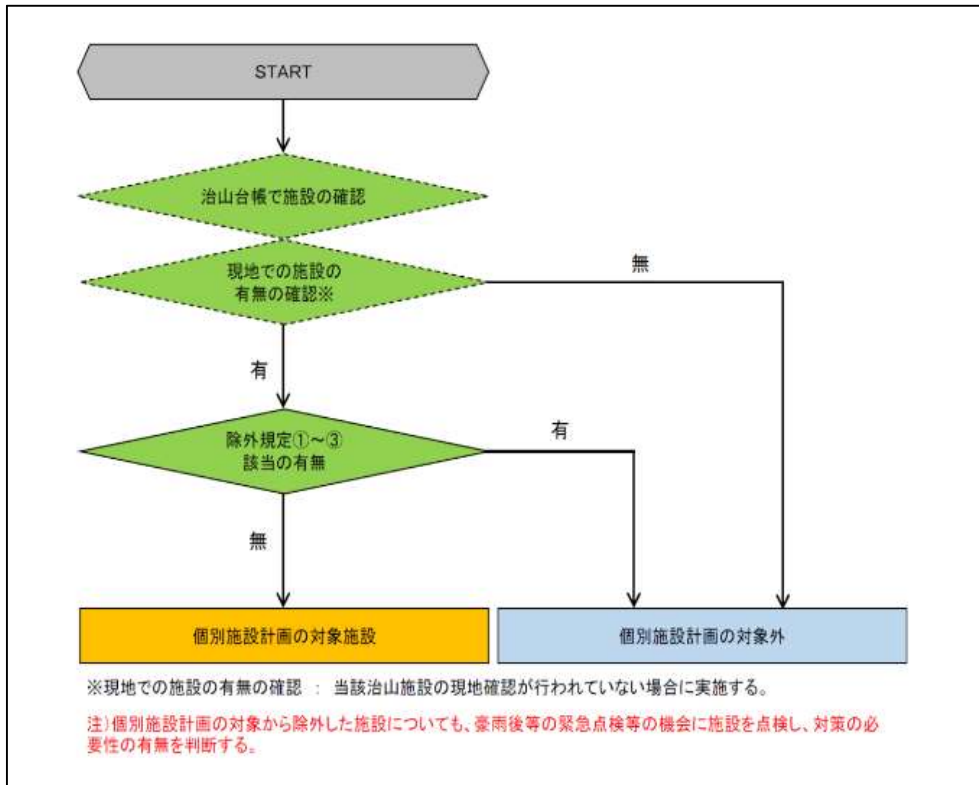 START
治山台帳で施設の確認
現地での施設の
有無の確認※
無
有
除外規定①～③
該当の有無
有
無
個別施設計画の対象施設
個別施設計画の対象外
※現地での施設の有無の確認 ： 当該治山施設の現地確認が行われていない場合に実施する。
注）個別施設計画の対象から除外した施設についても、豪雨後等の緊急点検等の機会に施設を点検し、対策の必
要性の有無を判断する。